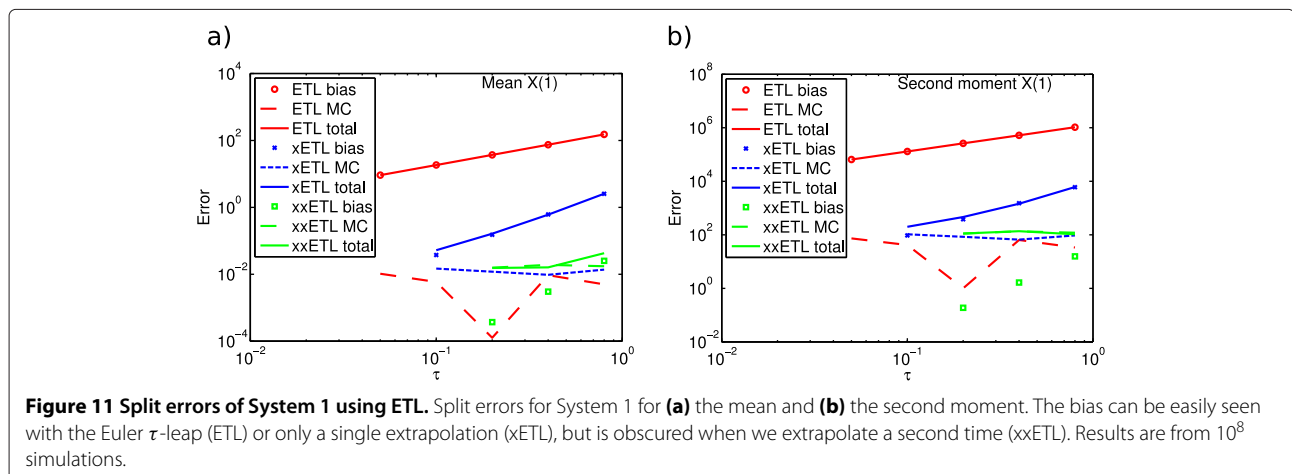 a)
10^4
10^2
10^0
10^-2
10^-4
Error
Mean X(1)
ETL bias
ETL MC
ETL total
xETL bias
xETL MC
xETL total
xxETL bias
xxETL MC
xxETL total
10^-2
10^-1
10^0
τ
b)
10^8
10^6
10^4
10^2
10^0
10^-2
Error
Second moment X(1)
ETL bias
ETL MC
ETL total
xETL bias
xETL MC
xETL total
xxETL bias
xxETL MC
xxETL total
10^-2
10^-1
10^0
τ
Figure 11 Split errors of System 1 using ETL. Split errors for System 1 for (a) the mean and (b) the second moment. The bias can be easily seen
with the Euler τ-leap (ETL) or only a single extrapolation (xETL), but is obscured when we extrapolate a second time (xxETL). Results are from 10^8
simulations.